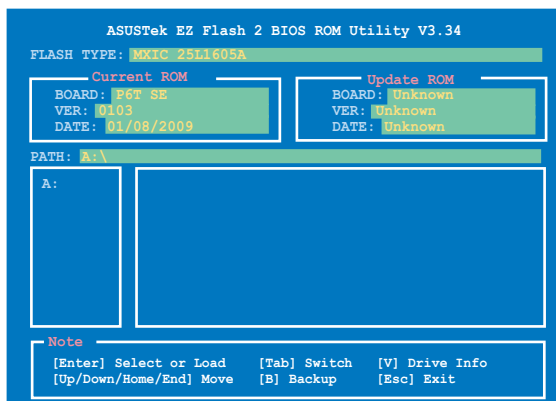 ASUSTek EZ Flash 2 BIOS ROM Utility V3.34
FLASH TYPE: MXIC 25L1605A
Current ROM
BOARD: P6T SE
VER: 0103
DATE: 01/08/2009
Update ROM
BOARD: Unknown
VER: Unknown
DATE: Unknown
PATH: A:\
A:
Note
[Enter] Select or Load [Tab] Switch [V] Drive Info
[Up/Down/Home/End] Move [B] Backup [Esc] Exit